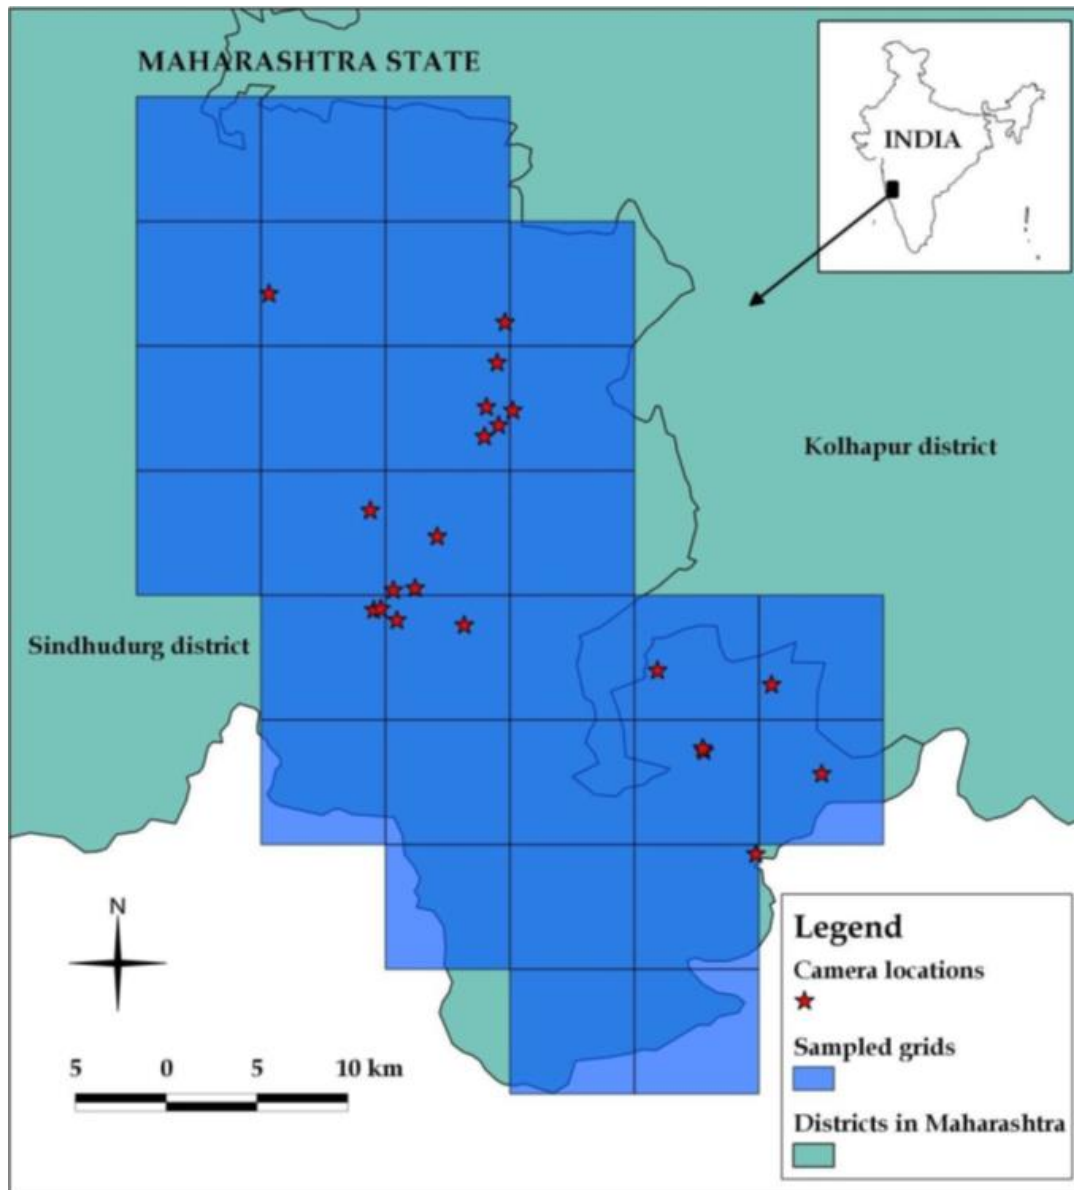 MAHARASHTRA STATE
INDIA
Kolhapur district
Sindhudurg district
N
5 0 5 10 km
Legend
Camera locations
Sampled grids
Districts in Maharashtra